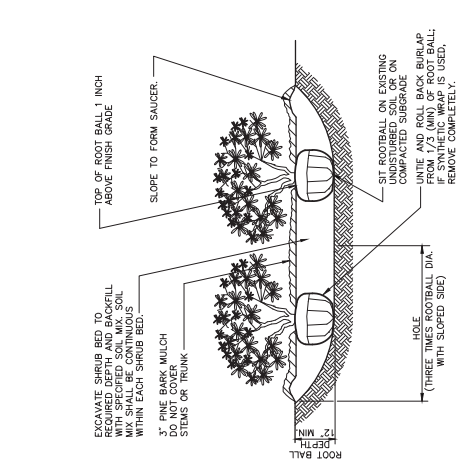 EXCAVATE SHRUB BED TO
REQUIRED DEPTH AND BACKFILL
WITH SPECIFIED SOIL MIX. SOIL
MIX SHALL BE CONTINUOUS
WITHIN EACH SHRUB BED.
3" PINE BARK MULCH
DO NOT COVER
STEMS OR TRUNK
TOP OF ROOT BALL 1 INCH
ABOVE FINISH GRADE
SLOPE TO FORM SAUCER.
ROOT BALL
DEPTH
12" MIN.
HOLE
(THREE TIMES ROOTBALL DIA.
WITH SLOPED SIDE)
SIT ROOTBALL ON EXISTING
UNDISTURBED SOIL OR ON
COMPACTED SUBGRADE
UNTIE AND ROLL BACK BURLAP
FROM 1/3 (MIN) OF ROOT BALL;
IF SYNTHETIC WRAP IS USED,
REMOVE COMPLETELY.